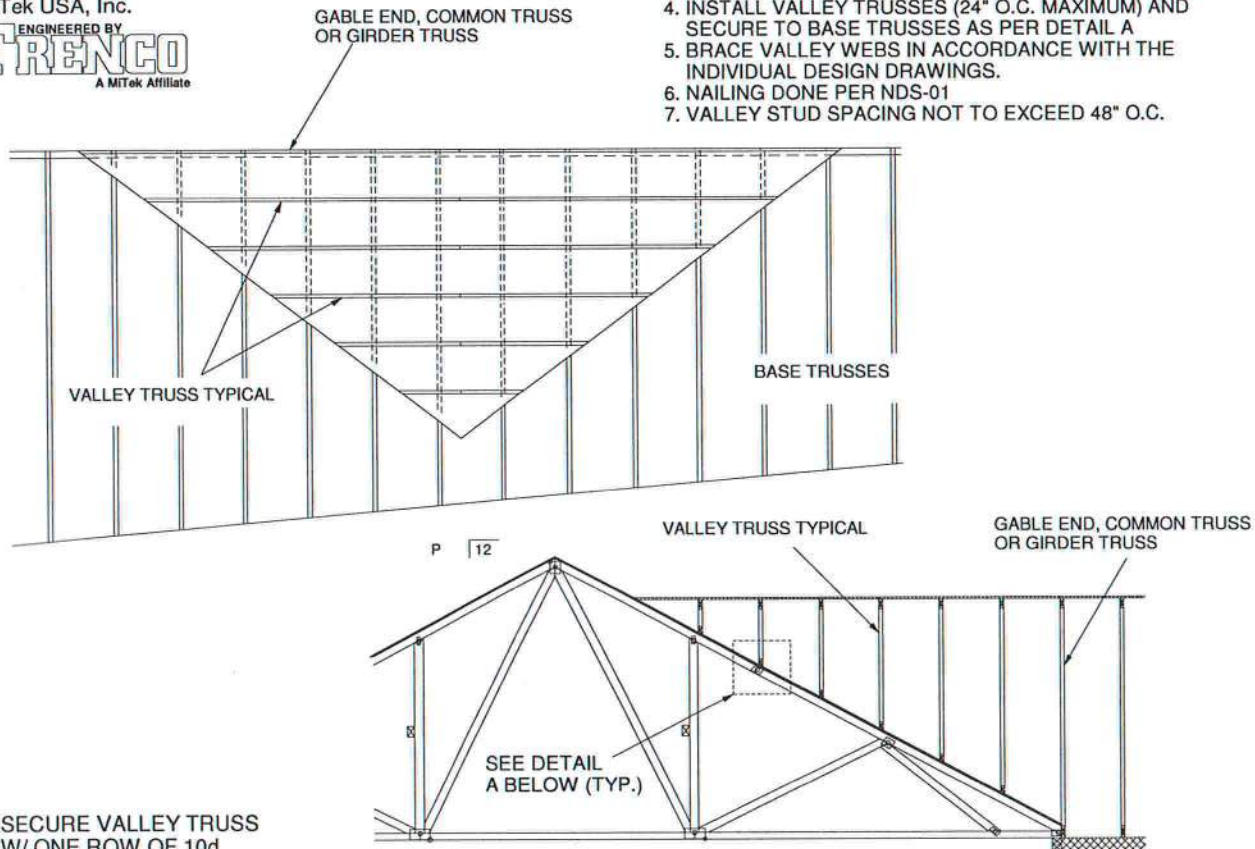 Tek USA, Inc.
ENGINEERED BY
TRENCO
A MiTek Affiliate
GABLE END, COMMON TRUSS
OR GIRDER TRUSS
4. INSTALL VALLEY TRUSSES (24" O.C. MAXIMUM) AND
SECURE TO BASE TRUSSES AS PER DETAIL A
5. BRACE VALLEY WEBS IN ACCORDANCE WITH THE
INDIVIDUAL DESIGN DRAWINGS.
6. NAILING DONE PER NDS-01
7. VALLEY STUD SPACING NOT TO EXCEED 48" O.C.
VALLEY TRUSS TYPICAL
BASE TRUSSES
P 12
VALLEY TRUSS TYPICAL
GABLE END, COMMON TRUSS
OR GIRDER TRUSS
SEE DETAIL
A BELOW (TYP.)
SECURE VALLEY TRUSS
W/ ONE ROW OF 10d